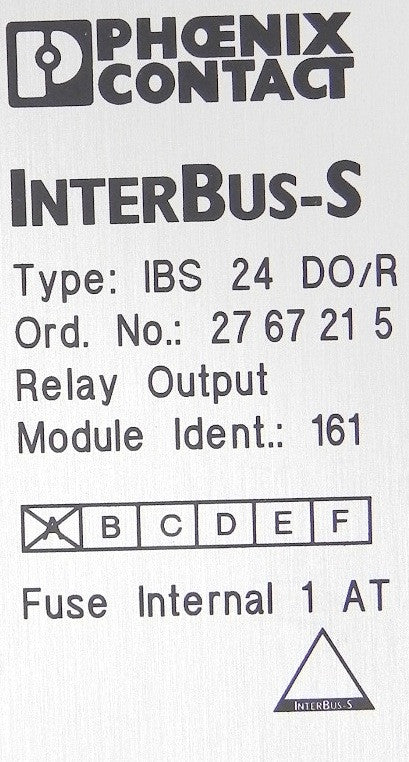 PHŒNIX
CONTACT
INTERBUS-S
Type: IBS 24 DO/R
Ord. No.: 27 67 21 5
Relay Output
Module Ident.: 161
A B C D E F
Fuse Internal 1 AT
INTERBUS-S